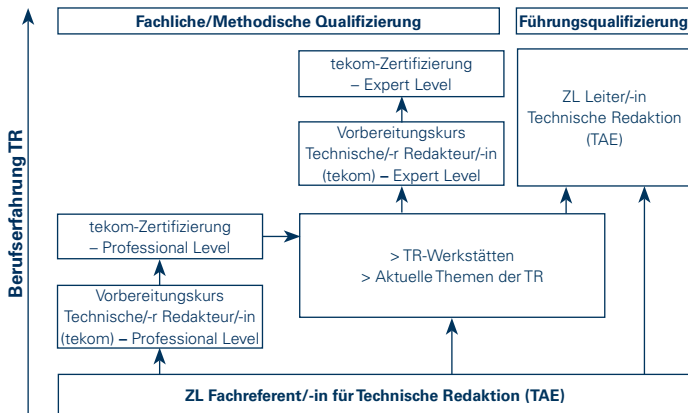 Fachliche/Methodische Qualifizierung
Führungsqualifizierung
Berufserfahrung TR
tekom-Zertifizierung
– Expert Level
ZL Leiter/-in
Technische Redaktion
(TAE)
Vorbereitungskurs
Technische/-r Redakteur/-in
(tekom) – Expert Level
tekom-Zertifizierung
– Professional Level
> TR-Werkstätten
> Aktuelle Themen der TR
Vorbereitungskurs
Technische/-r Redakteur/-in
(tekom) – Professional Level
ZL Fachreferent/-in für Technische Redaktion (TAE)